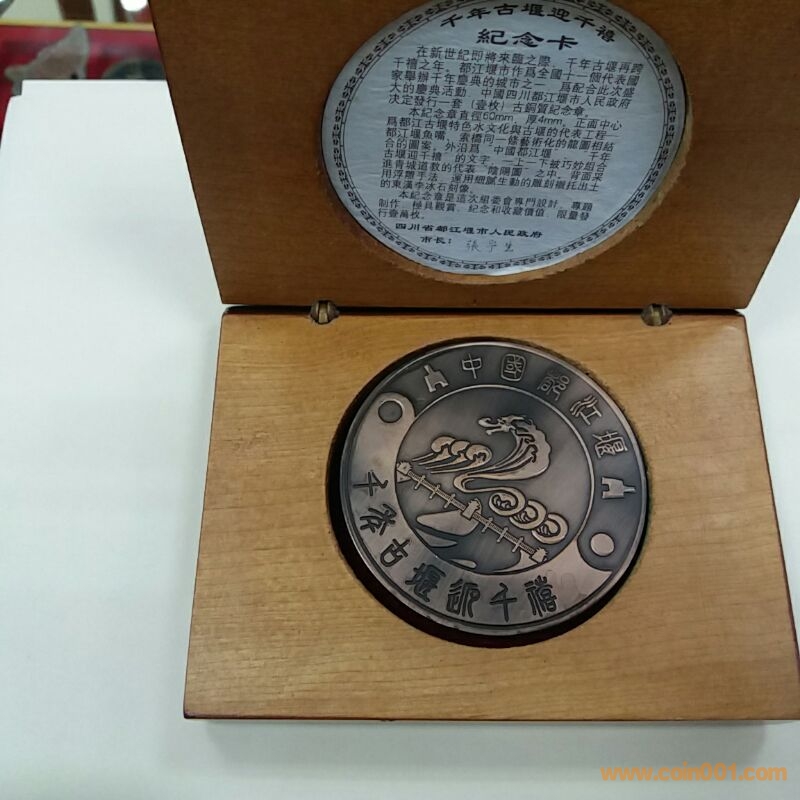 千年古堰迎千禧
紀念卡
在新世紀即將來臨之際，千年古堰再跨
千禧之年。都江堰市作爲全國十一個代表國
家舉辦千年慶典的城市之一，爲配合此次盛
大的慶典活動，中國四川都江堰市人民政府
决定發行一套（壹枚）古銅質紀念章。
本紀念章直徑60mm，厚4mm。正面中心
爲都江古堰特色水文化與古堰的代表工程—
都江堰魚嘴、索橋同一條藝術化的龍圖相結
合的圖案，外沿爲“中國都江堰”、“千年
古堰迎千禧”的文字，一上一下被巧妙組合
進青城道教的代表“陰陽圖”之中。背面采
用浮雕手法，運用細膩生動的雕刻襯托出土
的東漢李冰石刻像。
本紀念章是這次組委會專門設計、專題
制作，極具觀賞、紀念和收藏價值，限量發
行壹萬枚。
四川省都江堰市人民政府
市長：張寧生
中國都江堰
千年古堰迎千禧
www.coin001.com